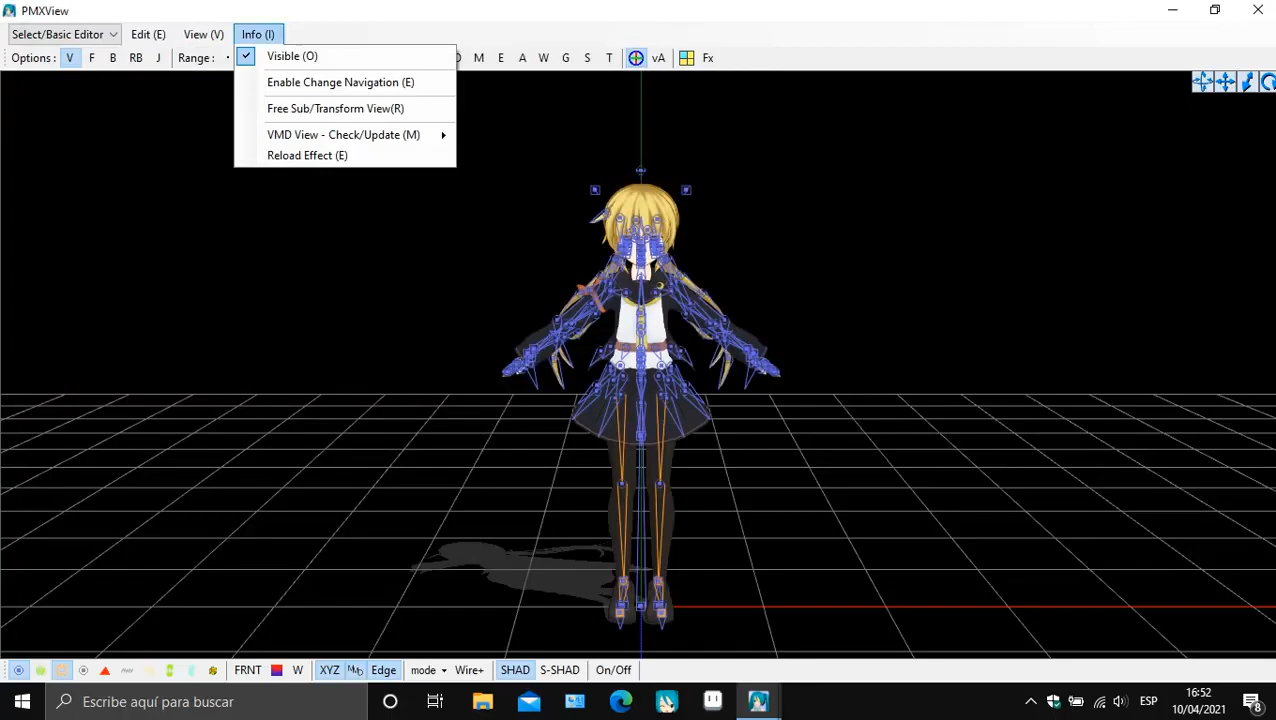 PMXView
Select/Basic Editor Edit (E) View (V) Info (I)
Options : V F B RB J Range : M E A W G S T vA Fx
Visible (O)
Enable Change Navigation (E)
Free Sub/Transform View(R)
VMD View - Check/Update (M)
Reload Effect (E)
FRNT W XYZ Edge mode Wire+ SHAD S-SHAD On/Off
Escribe aquí para buscar
ESP
16:52
10/04/2021
8